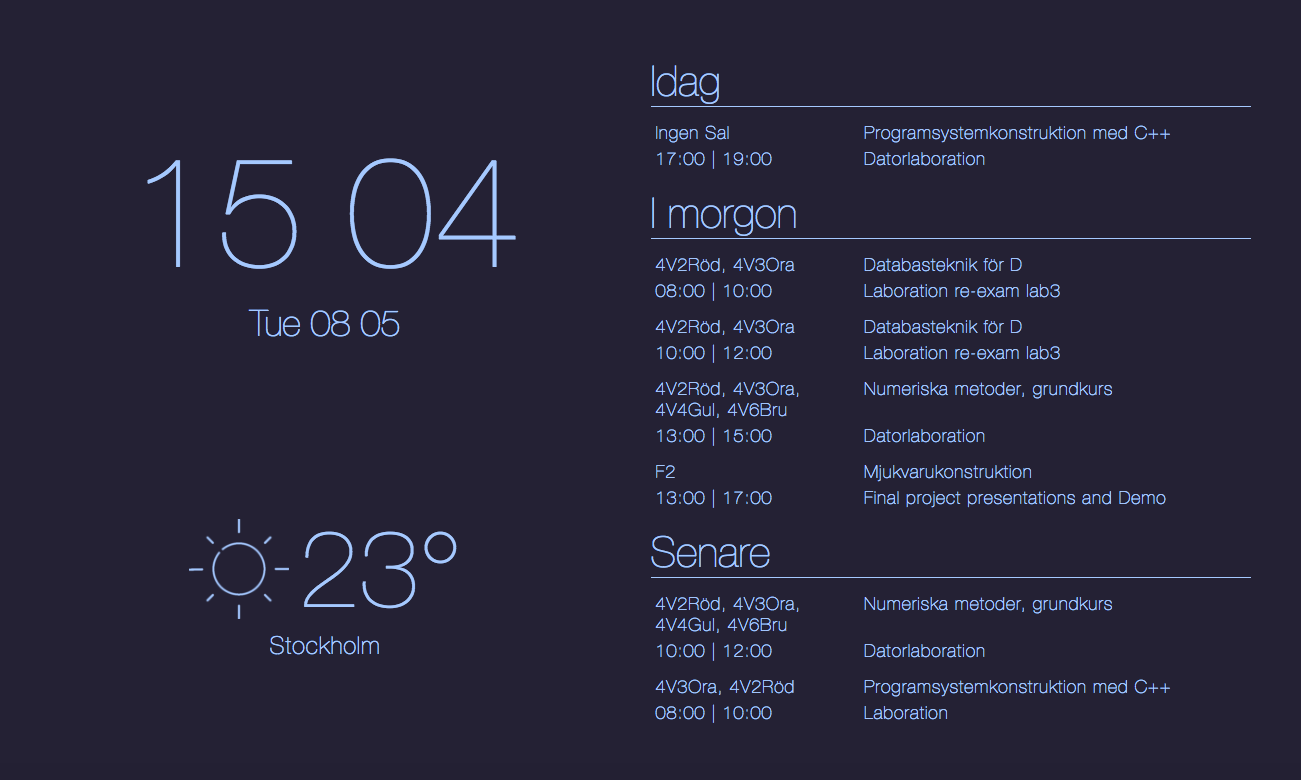 15 04
Tue 08 05
23°
Stockholm
Idag
Ingen Sal Programsystemkonstruktion med C++
17:00 | 19:00 Datorlaboration
I morgon
4V2Röd, 4V3Ora Databasteknik för D
08:00 | 10:00 Laboration re-exam lab3
4V2Röd, 4V3Ora Databasteknik för D
10:00 | 12:00 Laboration re-exam lab3
4V2Röd, 4V3Ora, Numeriska metoder, grundkurs
4V4Gul, 4V6Bru
13:00 | 15:00 Datorlaboration
F2 Mjukvarukonstruktion
13:00 | 17:00 Final project presentations and Demo
Senare
4V2Röd, 4V3Ora, Numeriska metoder, grundkurs
4V4Gul, 4V6Bru
10:00 | 12:00 Datorlaboration
4V3Ora, 4V2Röd Programsystemkonstruktion med C++
08:00 | 10:00 Laboration